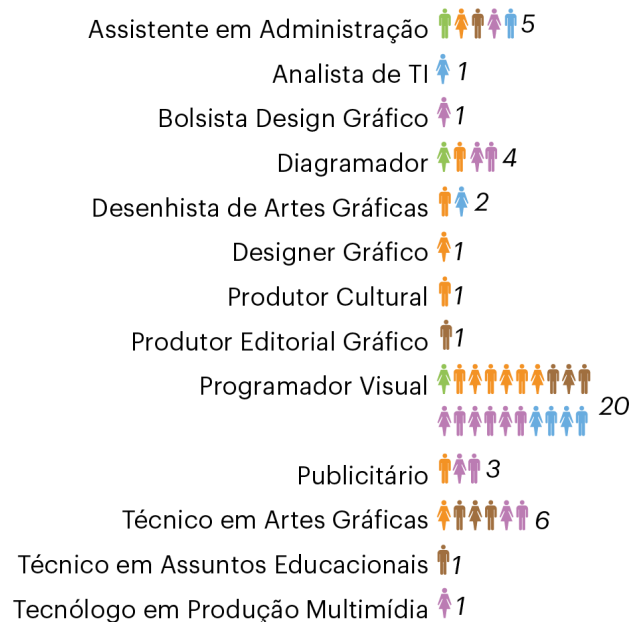 Assistente em Administração 5
Analista de TI 1
Bolsista Design Gráfico 1
Diagramador 4
Desenhista de Artes Gráficas 2
Designer Gráfico 1
Produtor Cultural 1
Produtor Editorial Gráfico 1
Programador Visual
20
Publicitário 3
Técnico em Artes Gráficas 6
Técnico em Assuntos Educacionais 1
Tecnólogo em Produção Multimídia 1